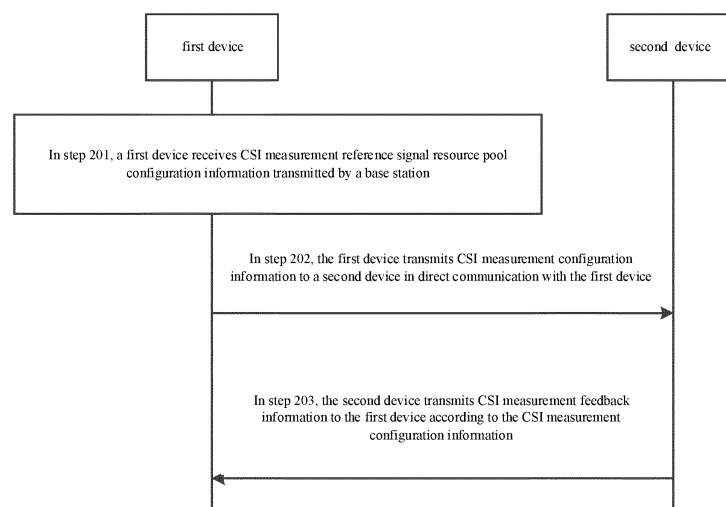 first device
second device
In step 201, a first device receives CSI measurement reference signal resource pool
configuration information transmitted by a base station
In step 202, the first device transmits CSI measurement configuration
information to a second device in direct communication with the first device
In step 203, the second device transmits CSI measurement feedback
information to the first device according to the CSI measurement
configuration information